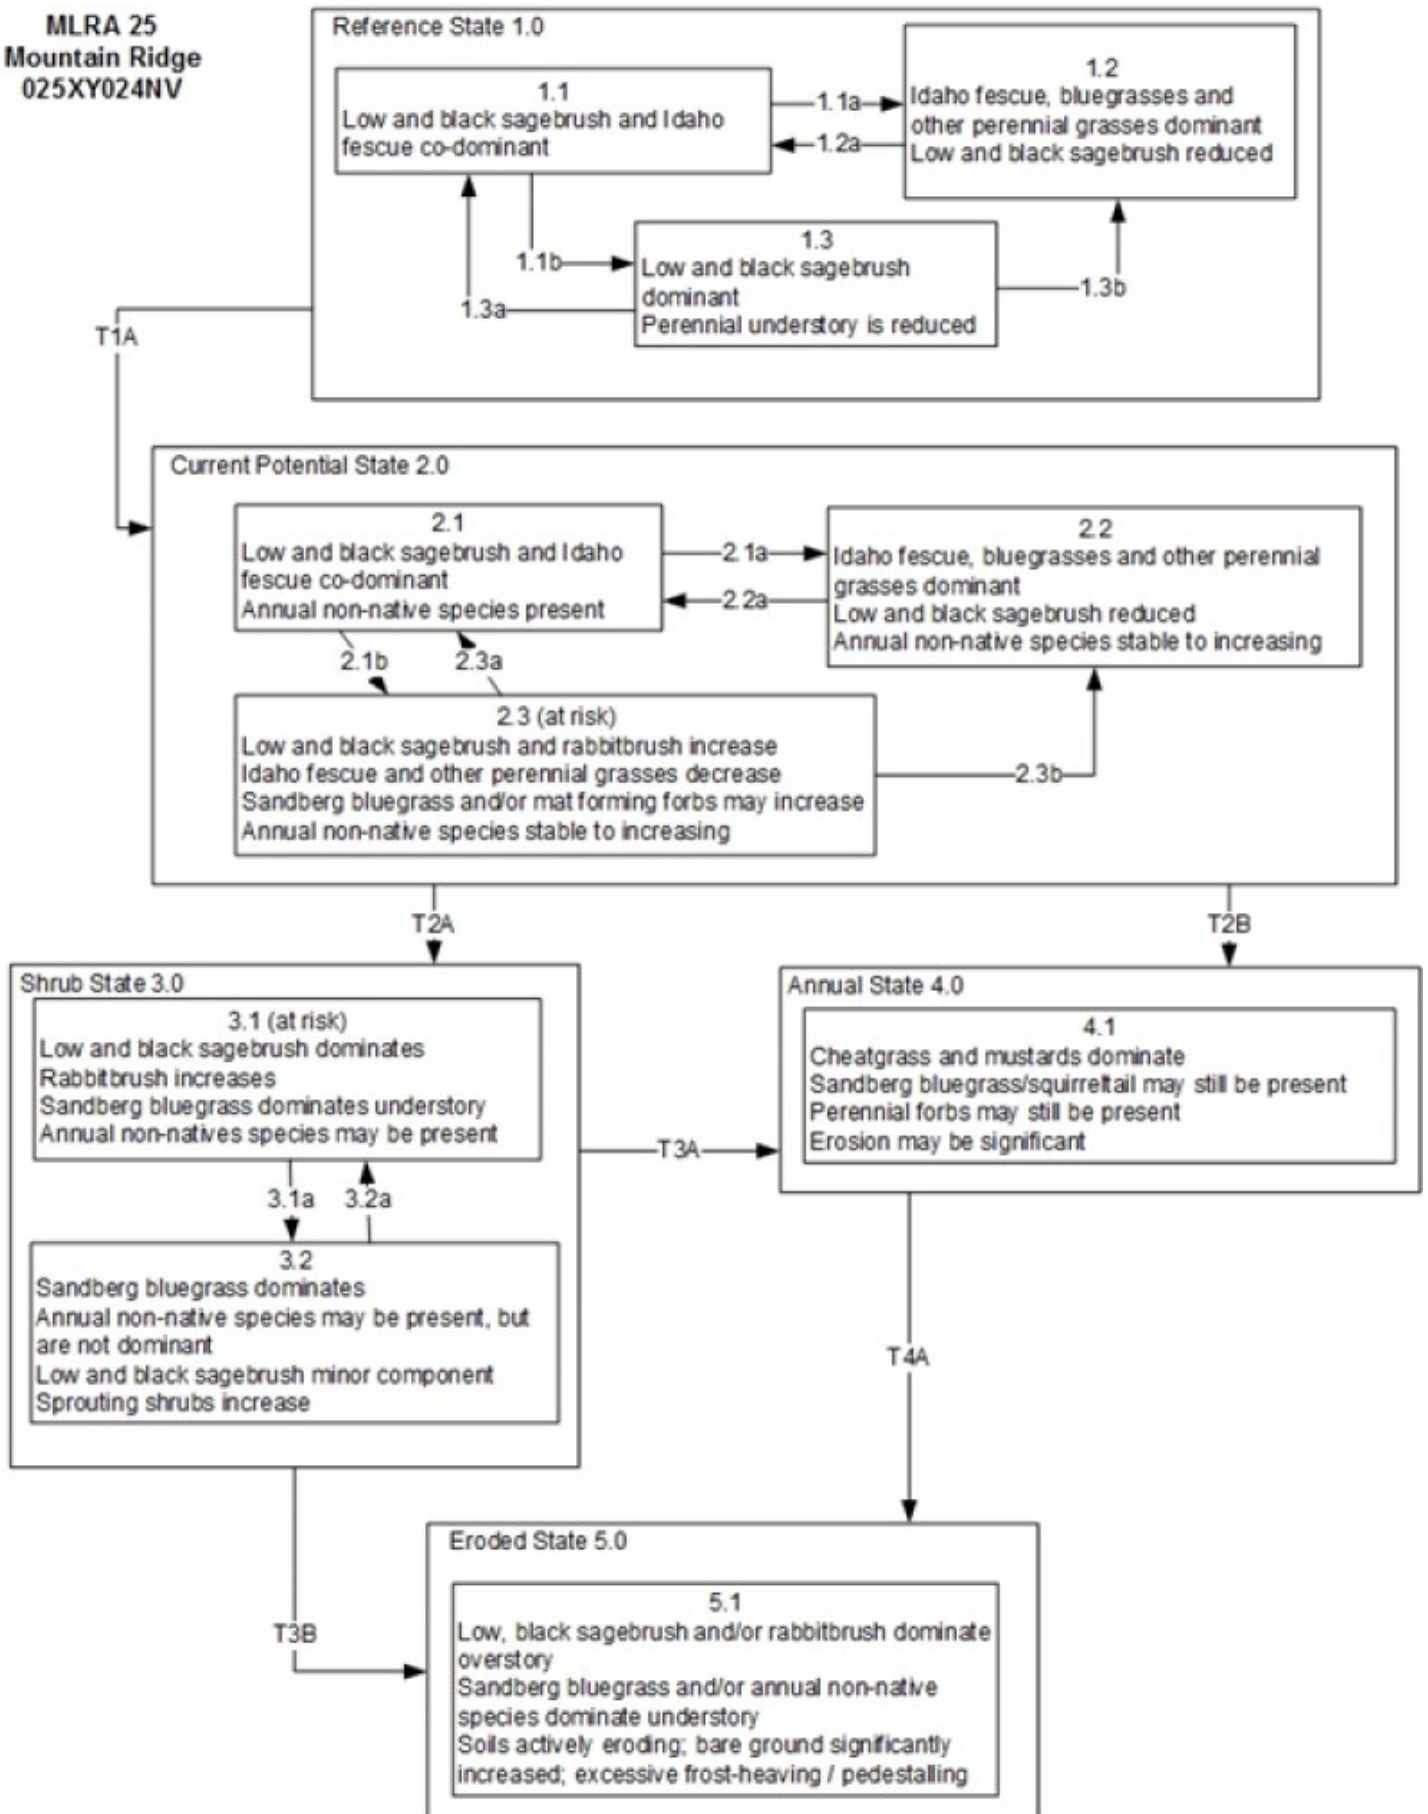 MLRA 25
Mountain Ridge
025XY024NV
Reference State 1.0
1.1
Low and black sagebrush and Idaho
fescue co-dominant
1.1a
1.2a
1.2
Idaho fescue, bluegrasses and
other perennial grasses dominant
Low and black sagebrush reduced
1.1b
1.3a
1.3
Low and black sagebrush
dominant
Perennial understory is reduced
1.3b
T1A
Current Potential State 2.0
2.1
Low and black sagebrush and Idaho
fescue co-dominant
Annual non-native species present
2.1a
2.2a
2.2
Idaho fescue, bluegrasses and other perennial
grasses dominant
Low and black sagebrush reduced
Annual non-native species stable to increasing
2.1b
2.3a
2.3 (at risk)
Low and black sagebrush and rabbitbrush increase
Idaho fescue and other perennial grasses decrease
Sandberg bluegrass and/or mat forming forbs may increase
Annual non-native species stable to increasing
2.3b
T2A
T2B
Shrub State 3.0
3.1 (at risk)
Low and black sagebrush dominates
Rabbitbrush increases
Sandberg bluegrass dominates understory
Annual non-natives species may be present
3.1a
3.2a
3.2
Sandberg bluegrass dominates
Annual non-native species may be present, but
are not dominant
Low and black sagebrush minor component
Sprouting shrubs increase
T3A
Annual State 4.0
4.1
Cheatgrass and mustards dominate
Sandberg bluegrass/squirreltail may still be present
Perennial forbs may still be present
Erosion may be significant
T4A
T3B
Eroded State 5.0
5.1
Low, black sagebrush and/or rabbitbrush dominate
overstory
Sandberg bluegrass and/or annual non-native
species dominate understory
Soils actively eroding; bare ground significantly
increased; excessive frost-heaving / pedestalling